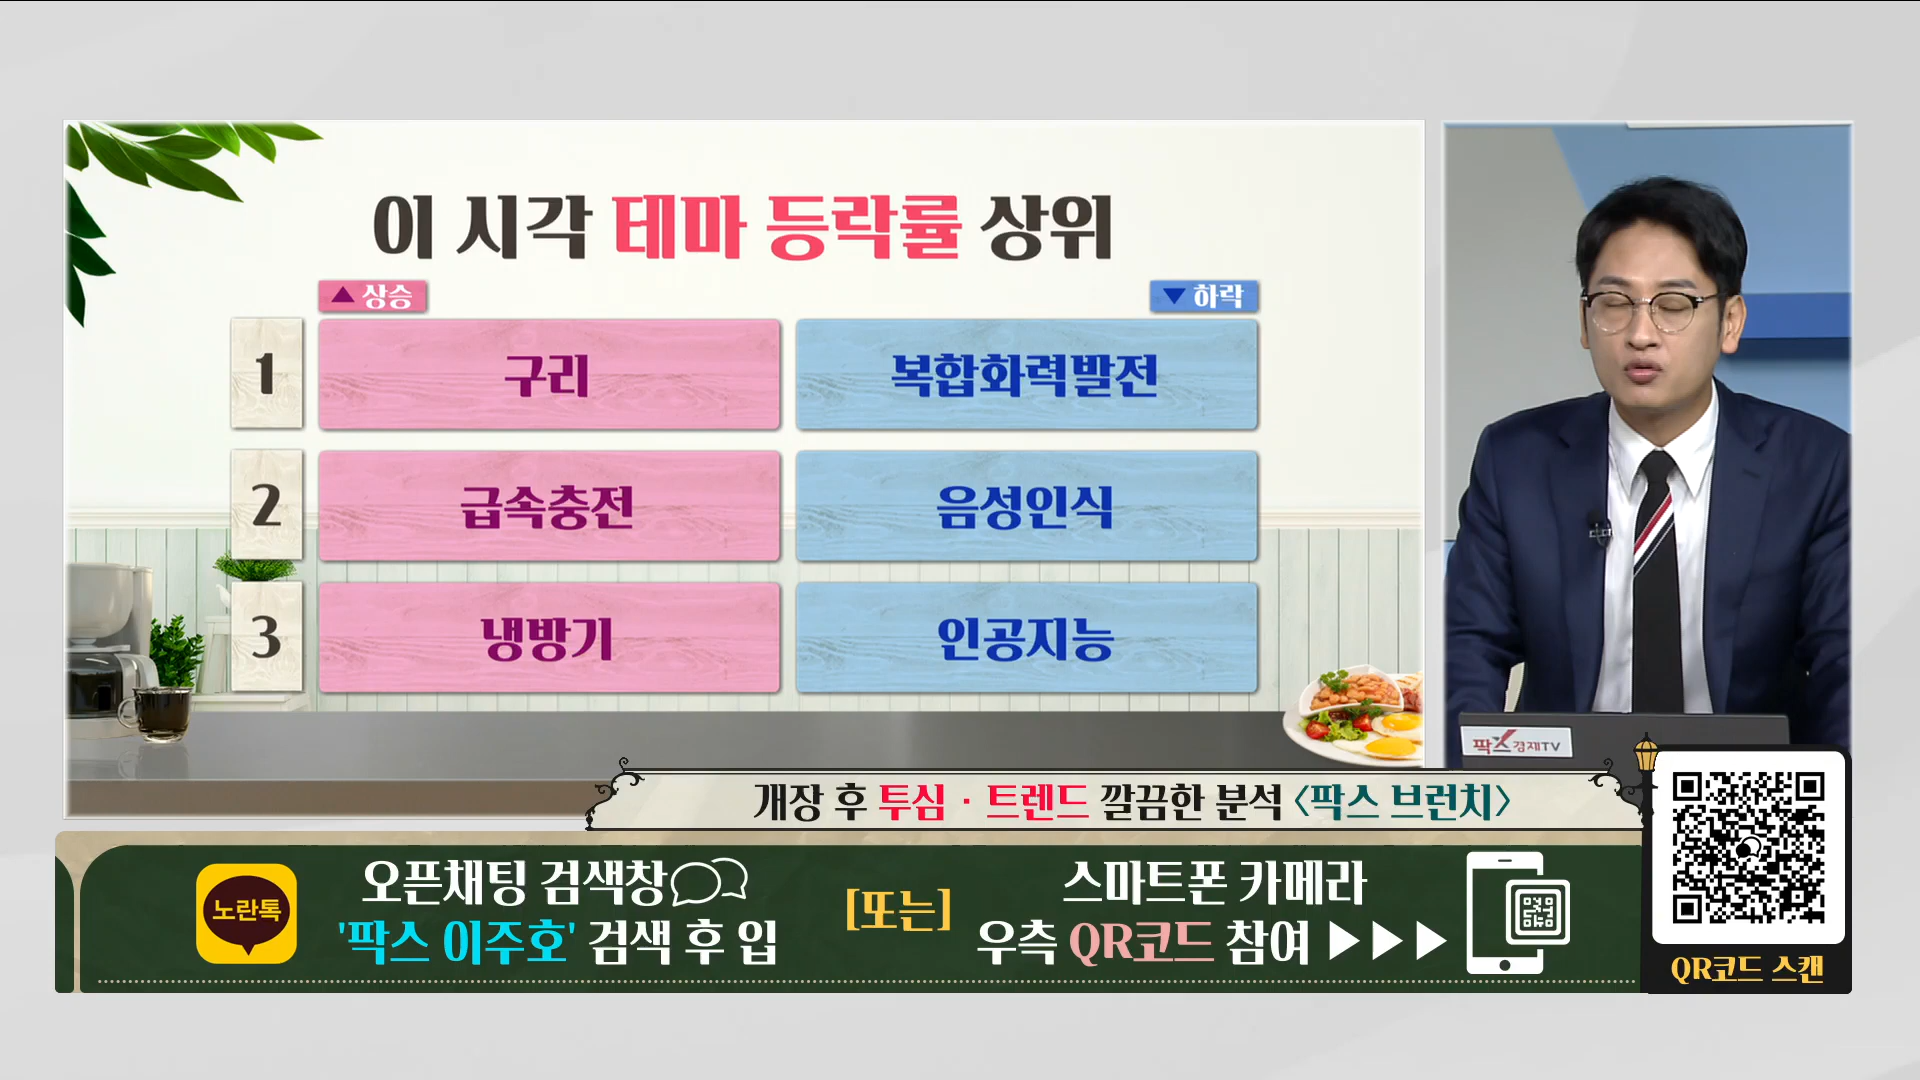 이 시각 테마 등락률 상위
▲ 상승
▼ 하락
1
구리
복합화력발전
2
급속충전
음성인식
3
냉방기
인공지능
팍스경제TV
개장 후 투심 · 트렌드 깔끔한 분석 <팍스 브런치>
노란톡
오픈채팅 검색창
'팍스 이주호' 검색 후 입
[또는]
스마트폰 카메라
우측 QR코드 참여 ▶▶▶
QR코드 스캔